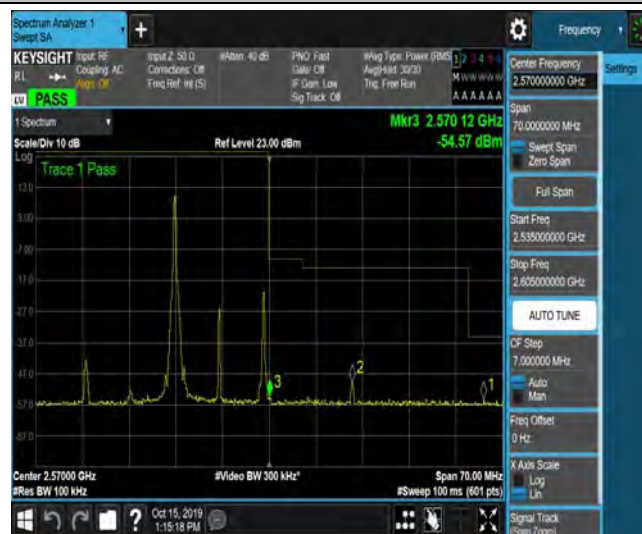 Spectrum Analyzer 1
Swept SA
+
Frequency
KEYSIGHT
Input: RF
Coupling: AC
Align: Off
Input Z: 50 Ω
Corrections: Off
Freq Ref: Int (S)
#Atten: 40 dB
PNO: Fast
Gate: Off
IF Gain: Low
Sig Track: Off
#Avg Type: Power (RMS)
Avg|Hold: 30/30
Trig: Free Run
1 2 3 4 5 6
M W W W W W
A A A A A A
RL
LW PASS
1 Spectrum
Scale/Div 10 dB
Ref Level 23.00 dBm
Mkr3 2.570 12 GHz
-54.57 dBm
Log
Trace 1 Pass
13.0
3.00
-7.00
-17.0
-27.0
-37.0
-47.0
-57.0
-67.0
3
2
1
Center 2.57000 GHz
#Res BW 100 kHz
#Video BW 300 kHz*
Span 70.00 MHz
#Sweep 100 ms (601 pts)
Oct 15, 2019
1:15:18 PM
Center Frequency
2.570000000 GHz
Settings
Span
70.0000000 MHz
Swept Span
Zero Span
Full Span
Start Freq
2.535000000 GHz
Stop Freq
2.605000000 GHz
AUTO TUNE
CF Step
7.000000 MHz
Auto
Man
Freq Offset
0 Hz
X Axis Scale
Log
Lin
Signal Track
(Span Zoom)